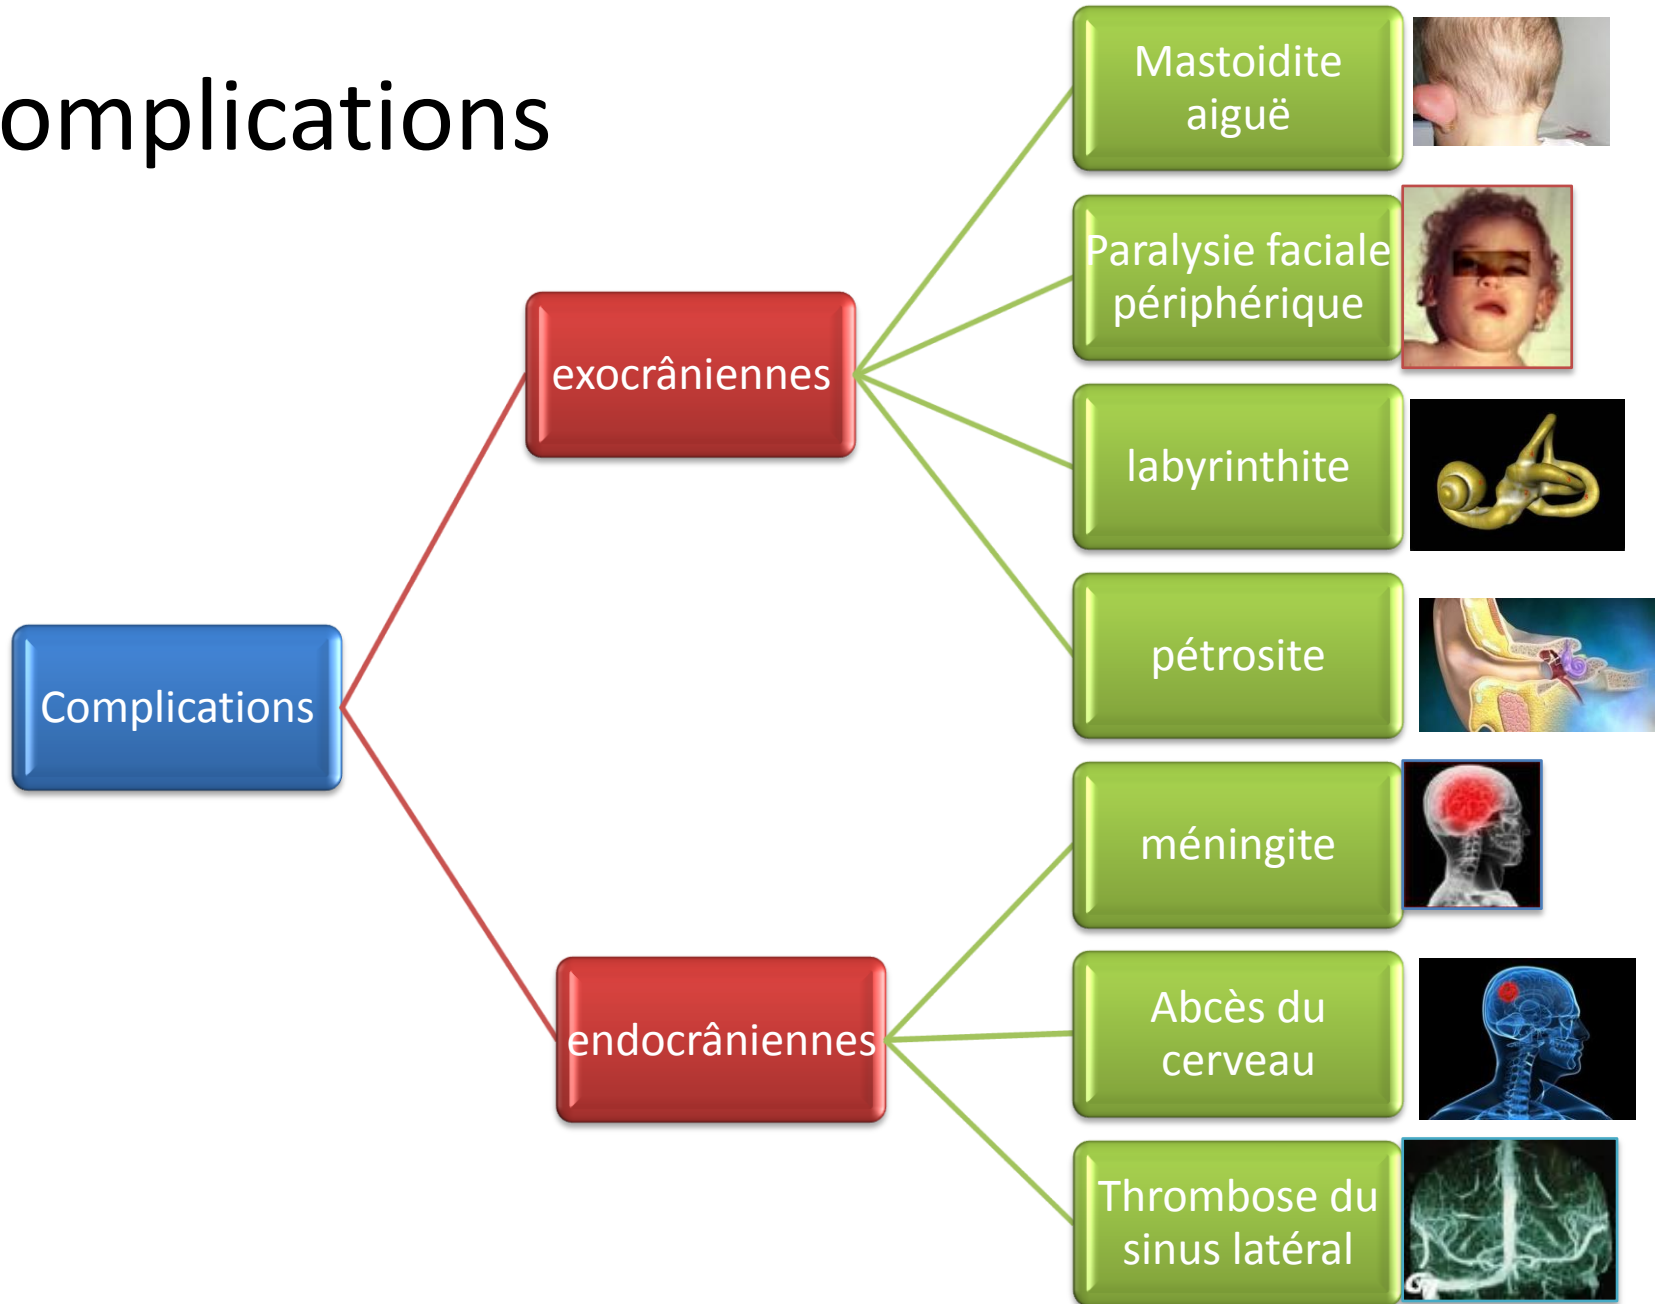 omplications
Mastoidite
aiguë
Paralysie faciale
périphérique
exocrâniennes
labyrinthite
pétrosite
Complications
méningite
endocrâniennes
Abcès du
cerveau
Thrombose du
sinus latéral